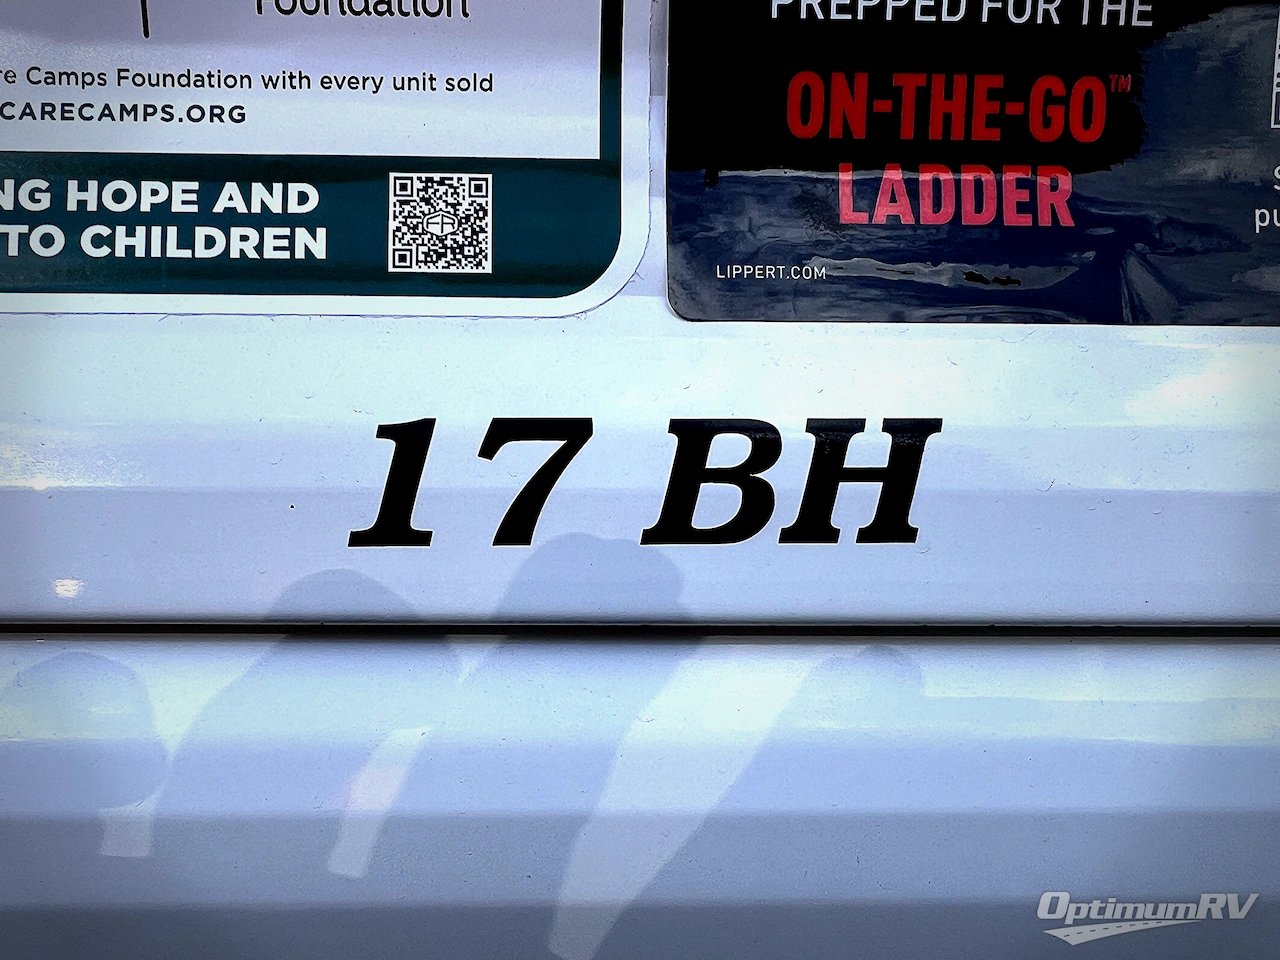 Foundation
re Camps Foundation with every unit sold
CARECAMPS.ORG
NG HOPE AND
TO CHILDREN
PREPPED FOR THE
ON-THE-GO™
LADDER
LIPPERT.COM
17 BH
OptimumRV